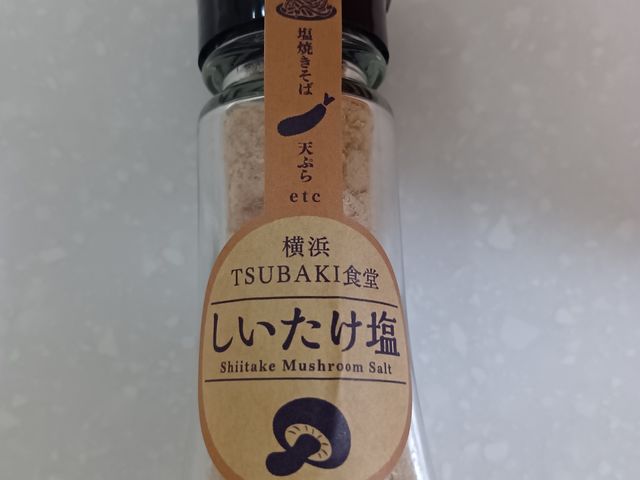 塩焼きそば
天ぷら
etc
横浜
TSUBAKI食堂
しいたけ塩
Shiitake Mushroom Salt